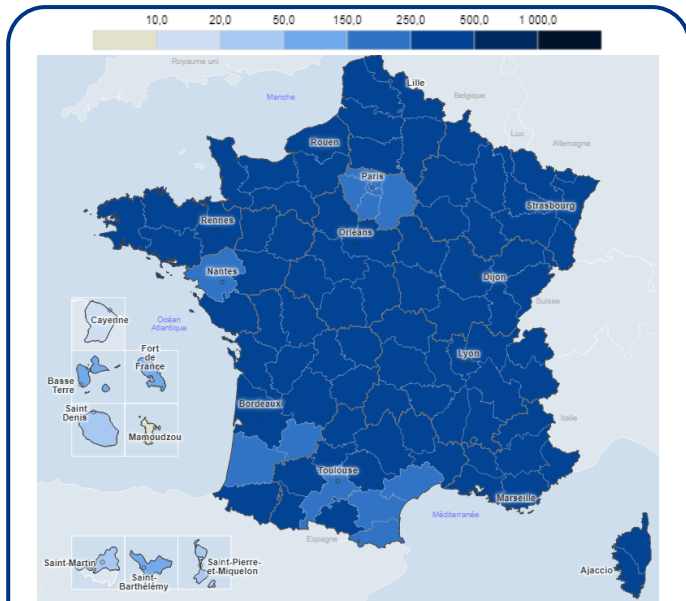 10,0 20,0 50,0 150,0 250,0 500,0 1 000,0
Royaume uni
Lille
Manche
Belgique
Rouen
Lux.
Allemagne
Paris
Strasbourg
Rennes
Orléans
Nantes
Dijon
Suisse
Cayenne
Océan
Atlantique
Fort
de
France
Lyon
Basse
Terre
Bordeaux
Saint
Denis
Italie
Mamoudzou
Toulouse
Marseille
Méditerranée
Espagne
Saint-Martin
Saint-
Barthélémy
Saint-Pierre-
et-Miquelon
Ajaccio